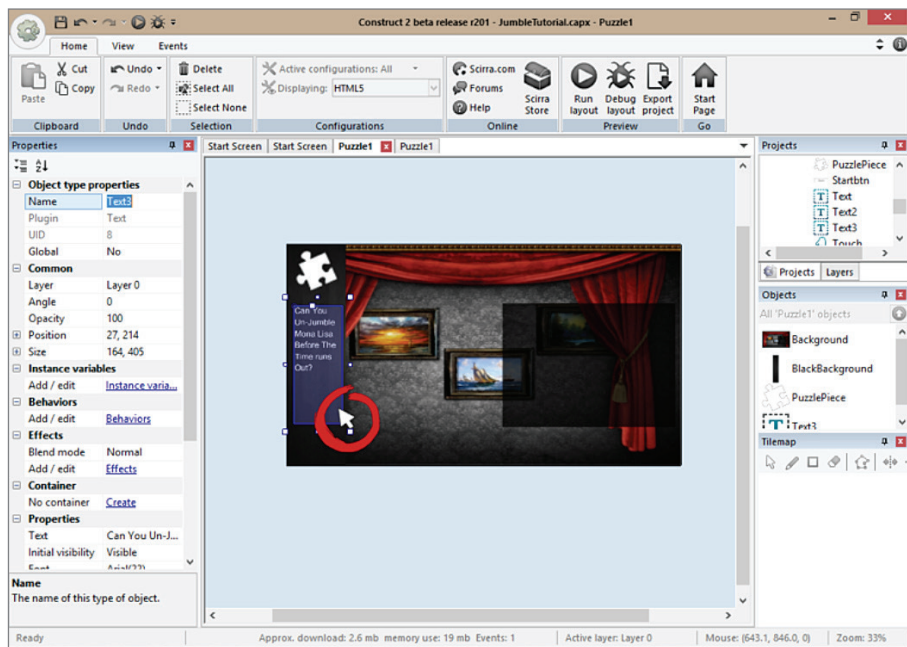 Construct 2 beta release r201 - JumbleTutorial.capx - Puzzle1
Home View Events
Paste
Cut
Copy
Clipboard
Undo
Redo
Undo
Delete
Select All
Select None
Selection
Active configurations: All
Displaying: HTML5
Configurations
Scirra.com
Forums
Help
Scirra Store
Online
Run layout
Debug layout
Export project
Preview
Start Page
Go
Properties
Object type properties
Name Text3
Plugin Text
UID 8
Global No
Common
Layer Layer 0
Angle 0
Opacity 100
Position 27, 214
Size 164, 405
Instance variables
Add / edit Instance varia...
Behaviors
Add / edit Behaviors
Effects
Blend mode Normal
Add / edit Effects
Container
No container Create
Properties
Text Can You Un-J...
Initial visibility Visible
Font Arial(22)
Name
The name of this type of object.
Start Screen Start Screen Puzzle1 Puzzle1
Can You
Un-Jumble
Mona Lisa
Before The
Time runs
Out?
Projects
PuzzlePiece
Startbtn
Text
Text2
Text3
Touch
Projects Layers
Objects
All 'Puzzle1' objects
Background
BlackBackground
PuzzlePiece
Text3
Tilemap
Ready Approx. download: 2.6 mb memory use: 19 mb Events: 1 Active layer: Layer 0 Mouse: (643.1, 846.0, 0) Zoom: 33%